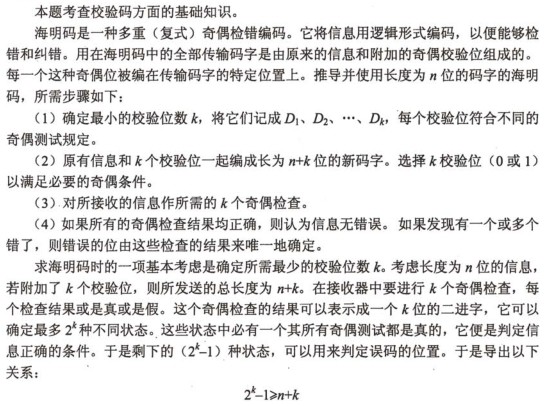 本题考查校验码方面的基础知识。
海明码是一种多重（复式）奇偶检错编码。它将信息用逻辑形式编码，以便能够检
错和纠错。用在海明码中的全部传输码字是由原来的信息和附加的奇偶校验位组成的。
每一个这种奇偶位被编在传输码字的特定位置上。推导并使用长度为 n 位的码字的海明
码，所需步骤如下：
（1）确定最小的校验位数 k，将它们记成 D₁、D₂、…、Dₖ，每个校验位符合不同的
奇偶测试规定。
（2）原有信息和 k 个校验位一起编成长为 n+k 位的新码字。选择 k 校验位（0 或 1）
以满足必要的奇偶条件。
（3）对所接收的信息作所需的 k 个奇偶检查。
（4）如果所有的奇偶检查结果均正确，则认为信息无错误。如果发现有一个或多个
错了，则错误的位由这些检查的结果来唯一地确定。
求海明码时的一项基本考虑是确定所需最少的校验位数 k。考虑长度为 n 位的信息，
若附加了 k 个校验位，则所发送的总长度为 n+k。在接收器中要进行 k 个奇偶检查，每
个检查结果或是真或是假。这个奇偶检查的结果可以表示成一个 k 位的二进字，它可以
确定最多 2ᵏ 种不同状态。这些状态中必有一个其所有奇偶测试都是真的，它便是判定信
息正确的条件。于是剩下的（2ᵏ–1）种状态，可以用来判定误码的位置。于是导出以下
关系：
2ᵏ–1≥n+k